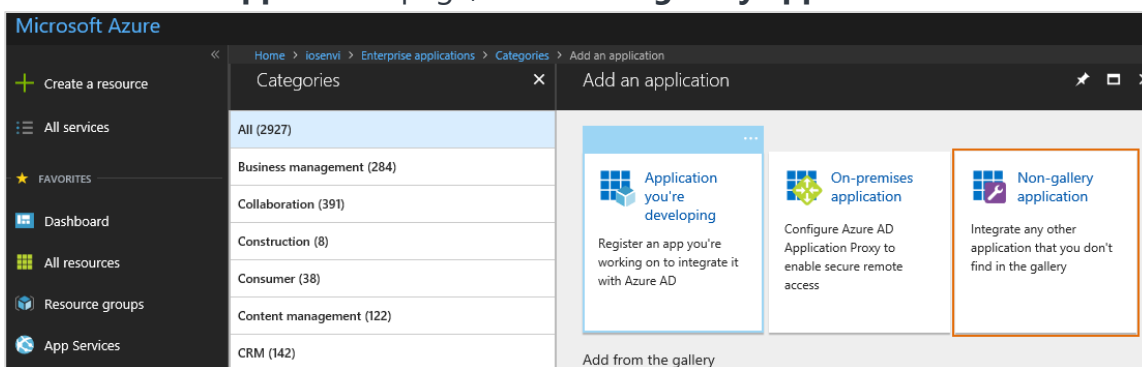 Microsoft Azure
Home > iosenvi > Enterprise applications > Categories > Add an application
Create a resource
All services
FAVORITES
Dashboard
All resources
Resource groups
App Services
Categories
All (2927)
Business management (284)
Collaboration (391)
Construction (8)
Consumer (38)
Content management (122)
CRM (142)
Add an application
Application
you're
developing
Register an app you're
working on to integrate it
with Azure AD
On-premises
application
Configure Azure AD
Application Proxy to
enable secure remote
access
Non-gallery
application
Integrate any other
application that you don't
find in the gallery
Add from the gallery